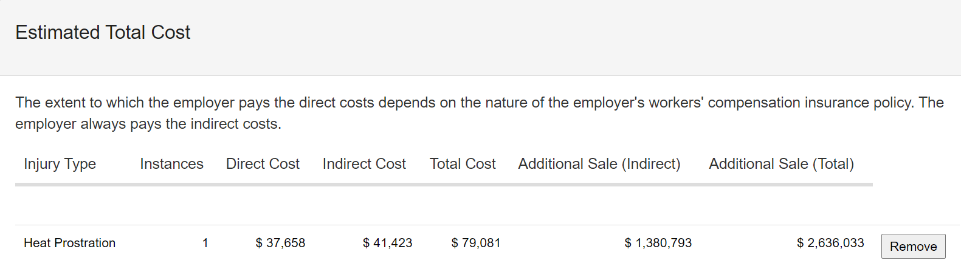 Estimated Total Cost
The extent to which the employer pays the direct costs depends on the nature of the employer's workers' compensation insurance policy. The
employer always pays the indirect costs.
Injury Type Instances Direct Cost Indirect Cost Total Cost Additional Sale (Indirect) Additional Sale (Total)
Heat Prostration 1 $ 37,658 $ 41,423 $ 79,081 $ 1,380,793 $ 2,636,033 Remove